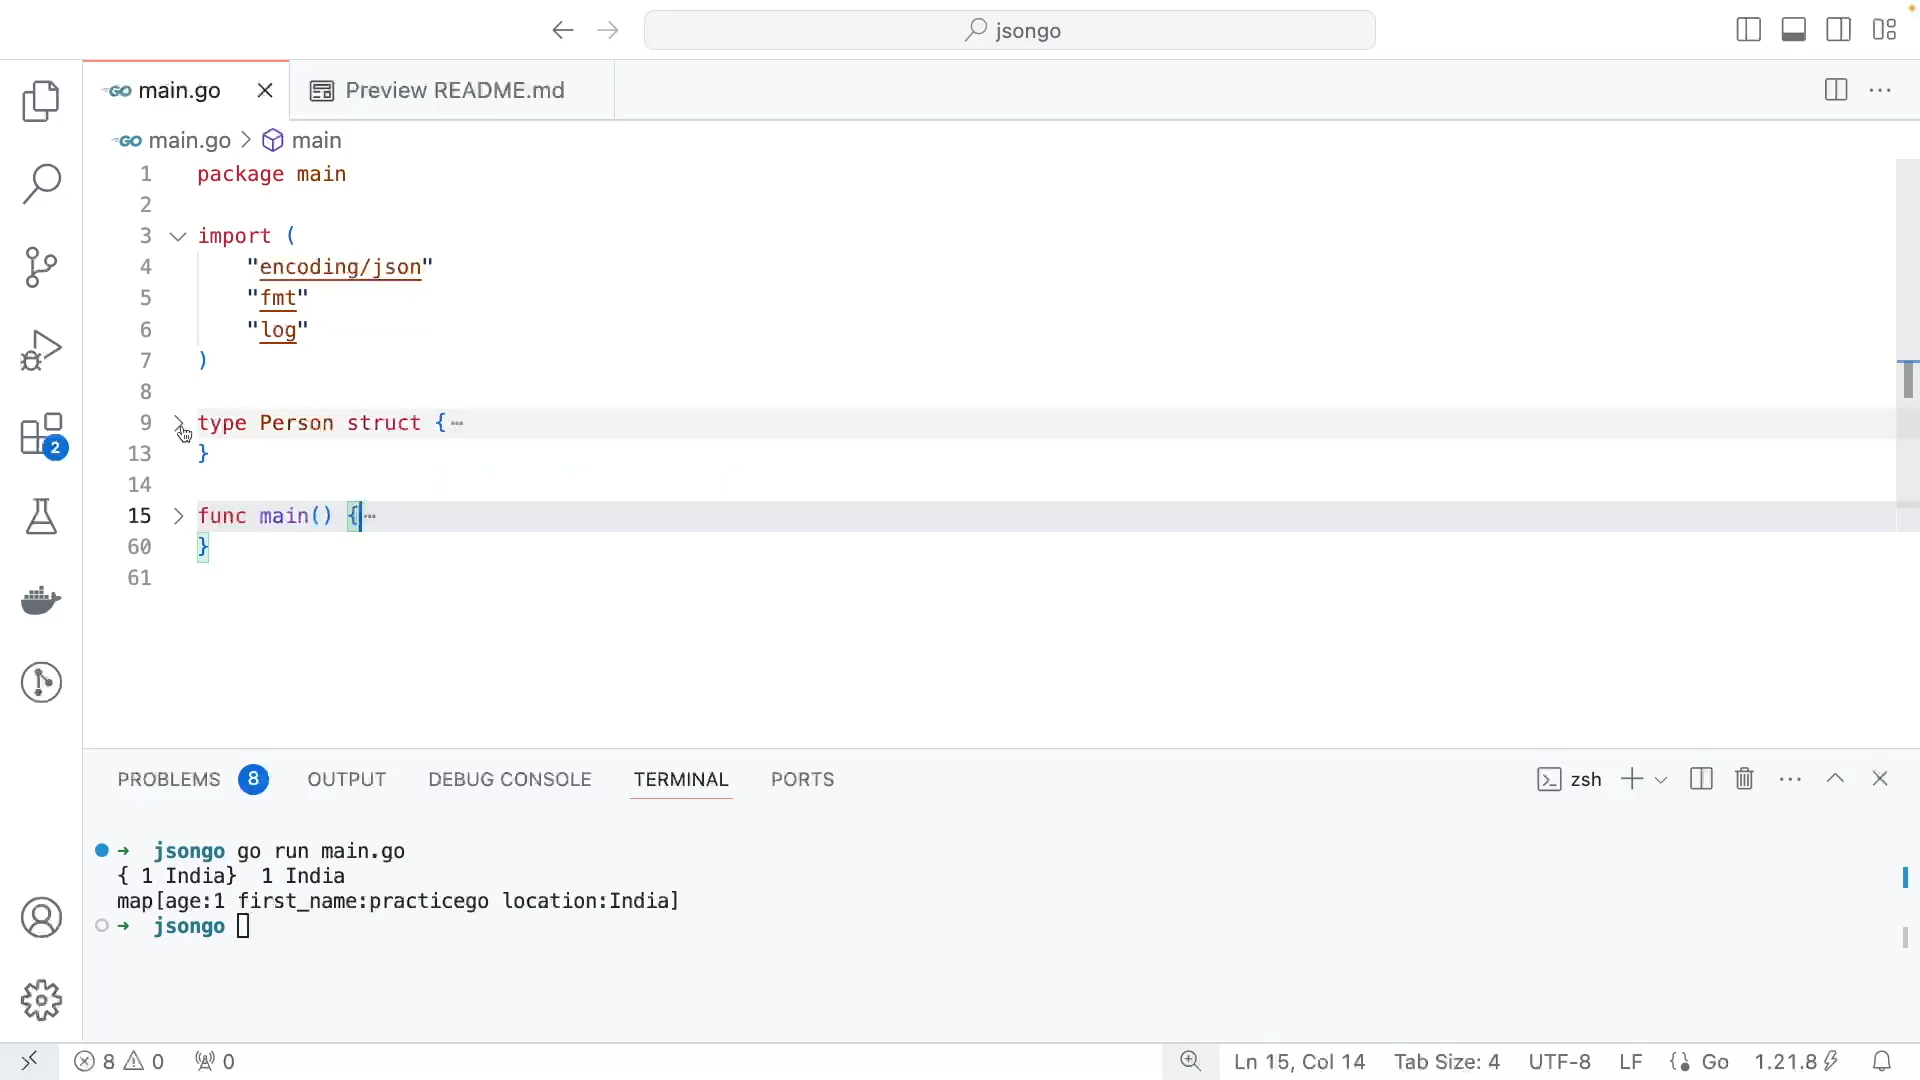 jsongo
GO main.go Preview README.md
GO main.go > main
1 package main
2
3 import (
4 "encoding/json"
5 "fmt"
6 "log"
7 )
8
9 type Person struct {⋯
13 }
14
15 func main() {⋯
60 }
61
2
PROBLEMS 8 OUTPUT DEBUG CONSOLE TERMINAL PORTS zsh
→ jsongo go run main.go
{ 1 India}  1 India
map[age:1 first_name:practicego location:India]
→ jsongo
8 0 0 Ln 15, Col 14 Tab Size: 4 UTF-8 LF Go 1.21.8